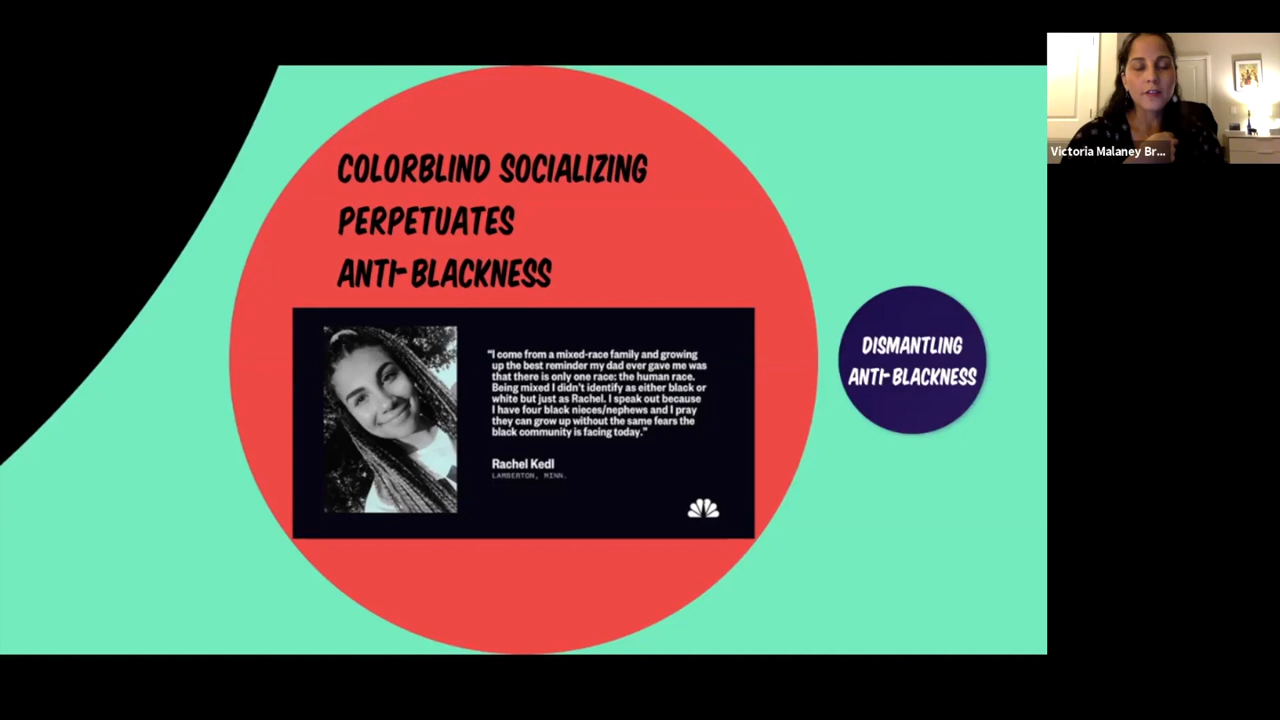 COLORBLIND SOCIALIZING
PERPETUATES
ANTI-BLACKNESS
"I come from a mixed-race family and growing
up the best reminder my dad ever gave me was
that there is only one race: the human race.
Being mixed I didn't identify as either black or
white but just as Rachel. I speak out because
I have four black nieces/nephews and I pray
they can grow up without the same fears the
black community is facing today."
Rachel Kedl
LAMBERTON, MINN.
DISMANTLING
ANTI-BLACKNESS
Victoria Malaney Br...